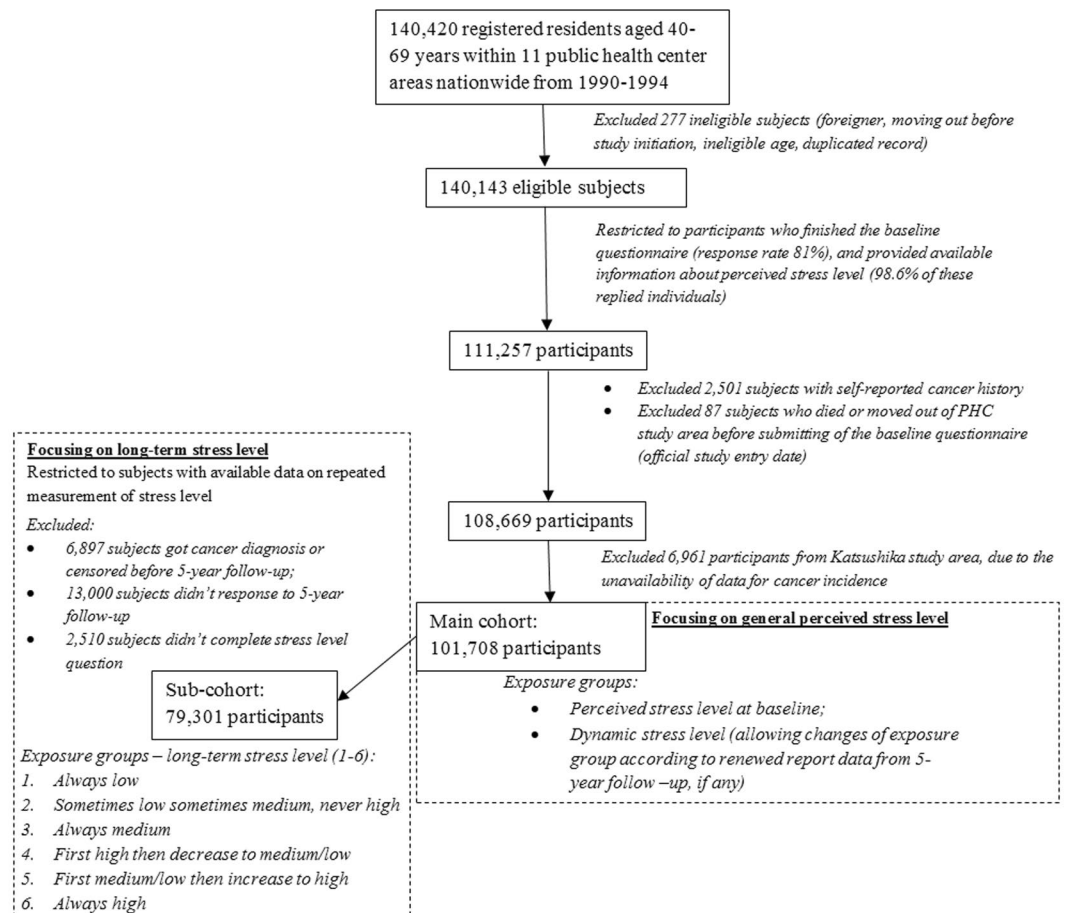 140,420 registered residents aged 40-
69 years within 11 public health center
areas nationwide from 1990-1994
Excluded 277 ineligible subjects (foreigner, moving out before
study initiation, ineligible age, duplicated record)
140,143 eligible subjects
Restricted to participants who finished the baseline
questionnaire (response rate 81%), and provided available
information about perceived stress level (98.6% of these
replied individuals)
111,257 participants
• Excluded 2,501 subjects with self-reported cancer history
• Excluded 87 subjects who died or moved out of PHC
study area before submitting of the baseline questionnaire
(official study entry date)
108,669 participants
Excluded 6,961 participants from Katsushika study area, due to the
unavailability of data for cancer incidence
Main cohort:
101,708 participants
Focusing on general perceived stress level
Exposure groups:
• Perceived stress level at baseline;
• Dynamic stress level (allowing changes of exposure
group according to renewed report data from 5-
year follow –up, if any)
Focusing on long-term stress level
Restricted to subjects with available data on repeated
measurement of stress level
Excluded:
• 6,897 subjects got cancer diagnosis or
censored before 5-year follow-up;
• 13,000 subjects didn't response to 5-year
follow-up
• 2,510 subjects didn't complete stress level
question
Sub-cohort:
79,301 participants
Exposure groups – long-term stress level (1-6):
1. Always low
2. Sometimes low sometimes medium, never high
3. Always medium
4. First high then decrease to medium/low
5. First medium/low then increase to high
6. Always high